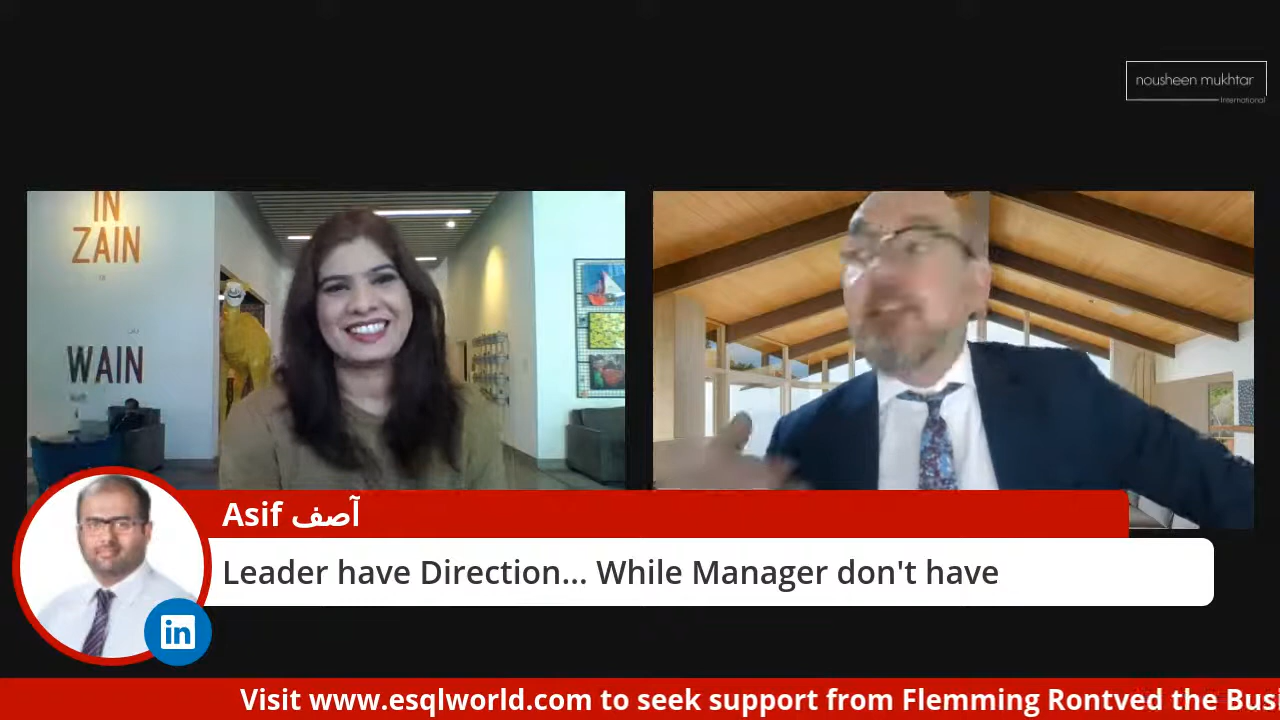 nousheen mukhtar
International
IN
ZAIN
WAIN
Asif آصف
Leader have Direction... While Manager don't have
in
Visit www.esqlworld.com to seek support from Flemming Rontved the Busi